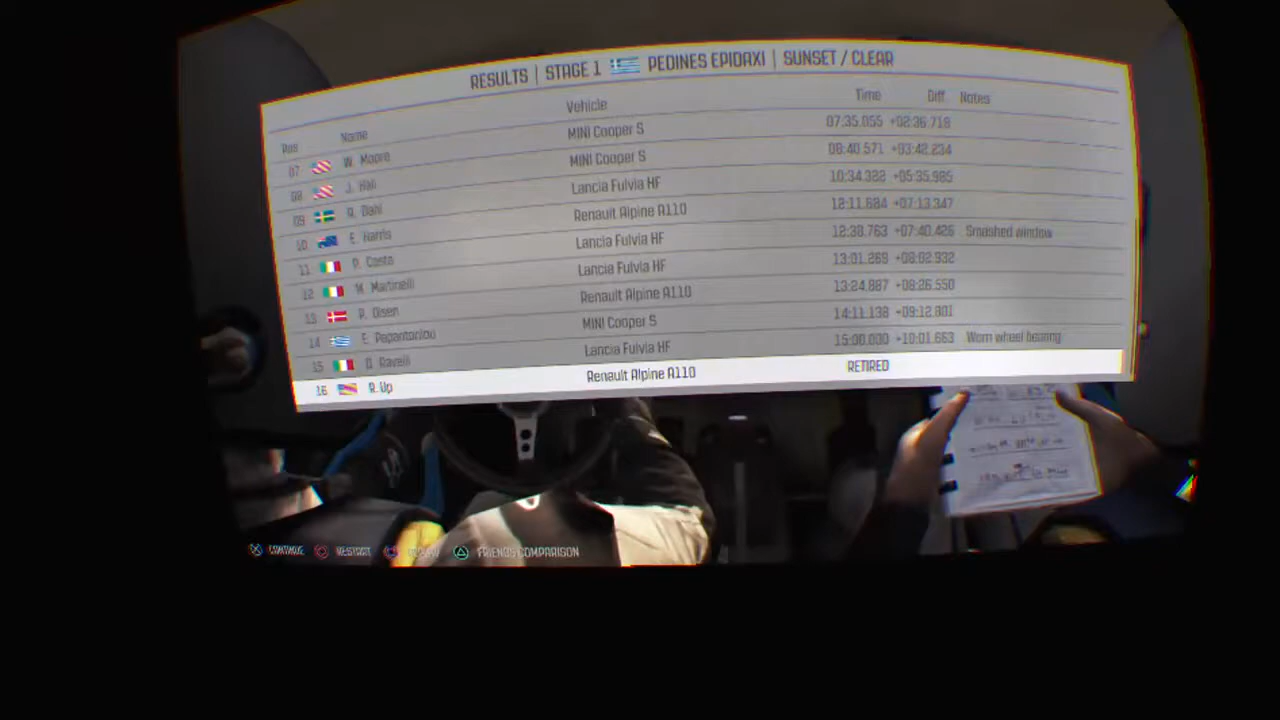 RESULTS | STAGE 1 PEDINES EPIDAXI | SUNSET / CLEAR
Pos Name Vehicle Time Diff Notes
07 W. Moore MINI Cooper S 07:35.055 +02:36.718
08 J. Hall MINI Cooper S 08:40.571 +03:42.234
09 R. Dahl Lancia Fulvia HF 10:34.322 +05:35.985
10 E. Harris Renault Alpine A110 12:11.684 +07:13.347
11 P. Costa Lancia Fulvia HF 12:38.763 +07:40.426 Smashed window
12 M. Martinelli Lancia Fulvia HF 13:01.269 +08:02.932
13 P. Olsen Renault Alpine A110 13:24.887 +08:26.550
14 E. Papantoniou MINI Cooper S 14:11.138 +09:12.801
15 D. Ravelli Lancia Fulvia HF 15:00.000 +10:01.663 Worn wheel bearing
16 R. Up Renault Alpine A110 RETIRED
CONTINUE RESTART FRIENDS COMPARISON